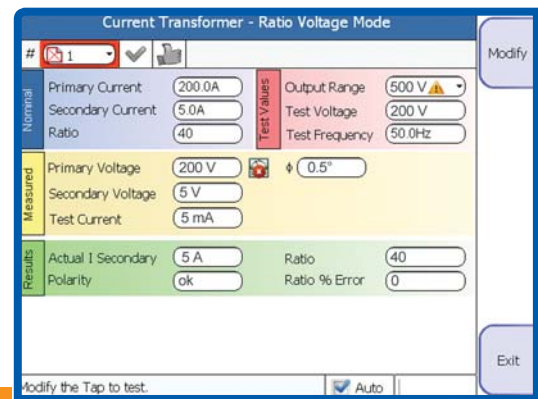 Current Transformer - Ratio Voltage Mode
# 1
Modify
Nominal
Primary Current 200.0A
Secondary Current 5.0A
Ratio 40
Test Values
Output Range 500 V
Test Voltage 200 V
Test Frequency 50.0Hz
Measured
Primary Voltage 200 V
Φ 0.5°
Secondary Voltage 5 V
Test Current 5 mA
Results
Actual I Secondary 5 A
Ratio 40
Polarity ok
Ratio % Error 0
Exit
Modify the Tap to test.
Auto